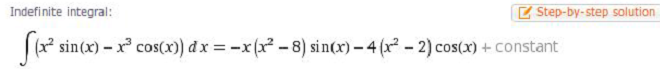 Indefinite integral:
Step-by-step solution
∫(x² sin(x) − x³ cos(x)) dx = −x(x² − 8) sin(x) − 4(x² − 2) cos(x) + constant